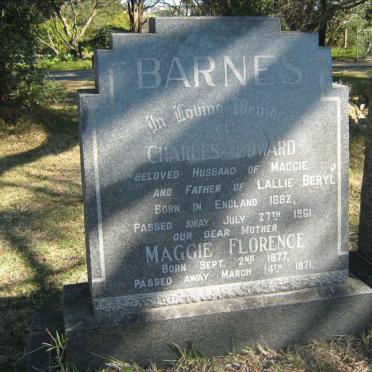 BARNES
In Loving Memory
OF
CHARLES EDWARD
BELOVED HUSBAND OF MAGGIE
AND FATHER OF LALLIE BERYL
BORN IN ENGLAND 1882,
PASSED AWAY JULY 27TH 1961.
OUR DEAR MOTHER
MAGGIE FLORENCE
BORN SEPT. 2ND 1877,
PASSED AWAY MARCH 14TH 1971.